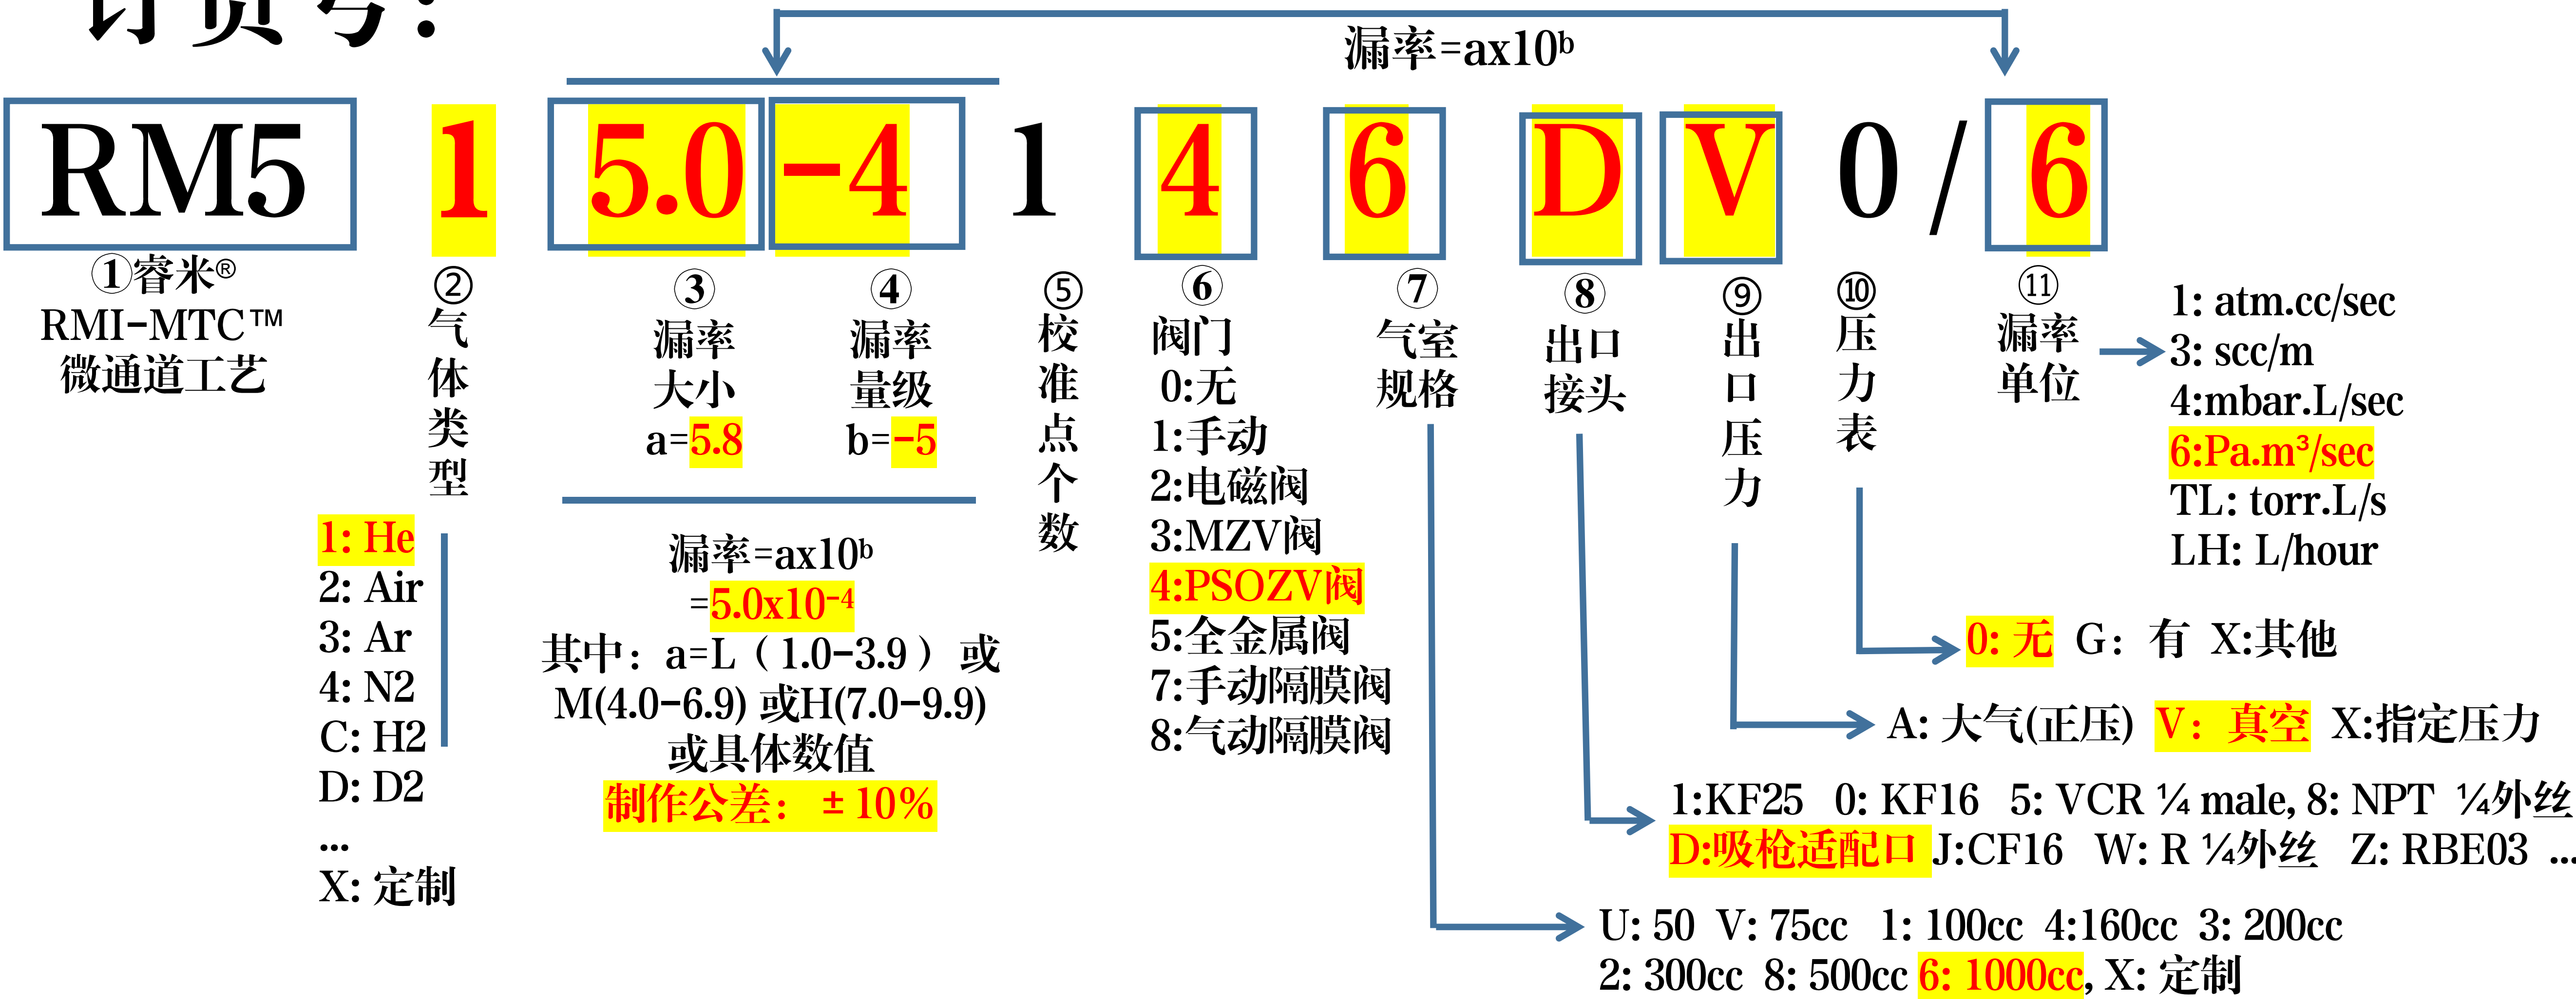 订货号:
漏率=ax10ᵇ
RM5 1 5.0 -4 1 4 6 D V 0 / 6
①睿米®
RMI-MTC™
微通道工艺
②
气体类型
1: He
2: Air
3: Ar
4: N2
C: H2
D: D2
...
X: 定制
③
漏率
大小
a=5.8
④
漏率
量级
b=-5
漏率=ax10ᵇ
=5.0x10⁻⁴
其中: a=L（1.0-3.9）或
M(4.0-6.9) 或H(7.0-9.9)
或具体数值
制作公差: ±10%
⑤
校准点个数
⑥
阀门
0:无
1:手动
2:电磁阀
3:MZV阀
4:PSOZV阀
5:全金属阀
7:手动隔膜阀
8:气动隔膜阀
⑦
气室
规格
⑧
出口
接头
⑨
出口压力
⑩
压力表
⑪
漏率
单位
1: atm.cc/sec
3: scc/m
4:mbar.L/sec
6:Pa.m³/sec
TL: torr.L/s
LH: L/hour
0: 无 G: 有 X:其他
A: 大气(正压) V: 真空 X:指定压力
1:KF25 0: KF16 5: VCR ¼ male, 8: NPT ¼外丝
D:吸枪适配口 J:CF16 W: R ¼外丝 Z: RBE03 ...
U: 50 V: 75cc 1: 100cc 4:160cc 3: 200cc
2: 300cc 8: 500cc 6: 1000cc, X: 定制